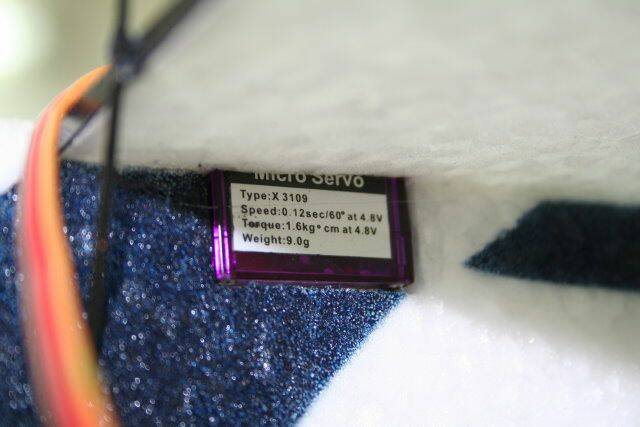 Micro Servo
Type:X 3109
Speed:0.12sec/60° at 4.8V
Torque:1.6kg°cm at 4.8V
Weight:9.0g